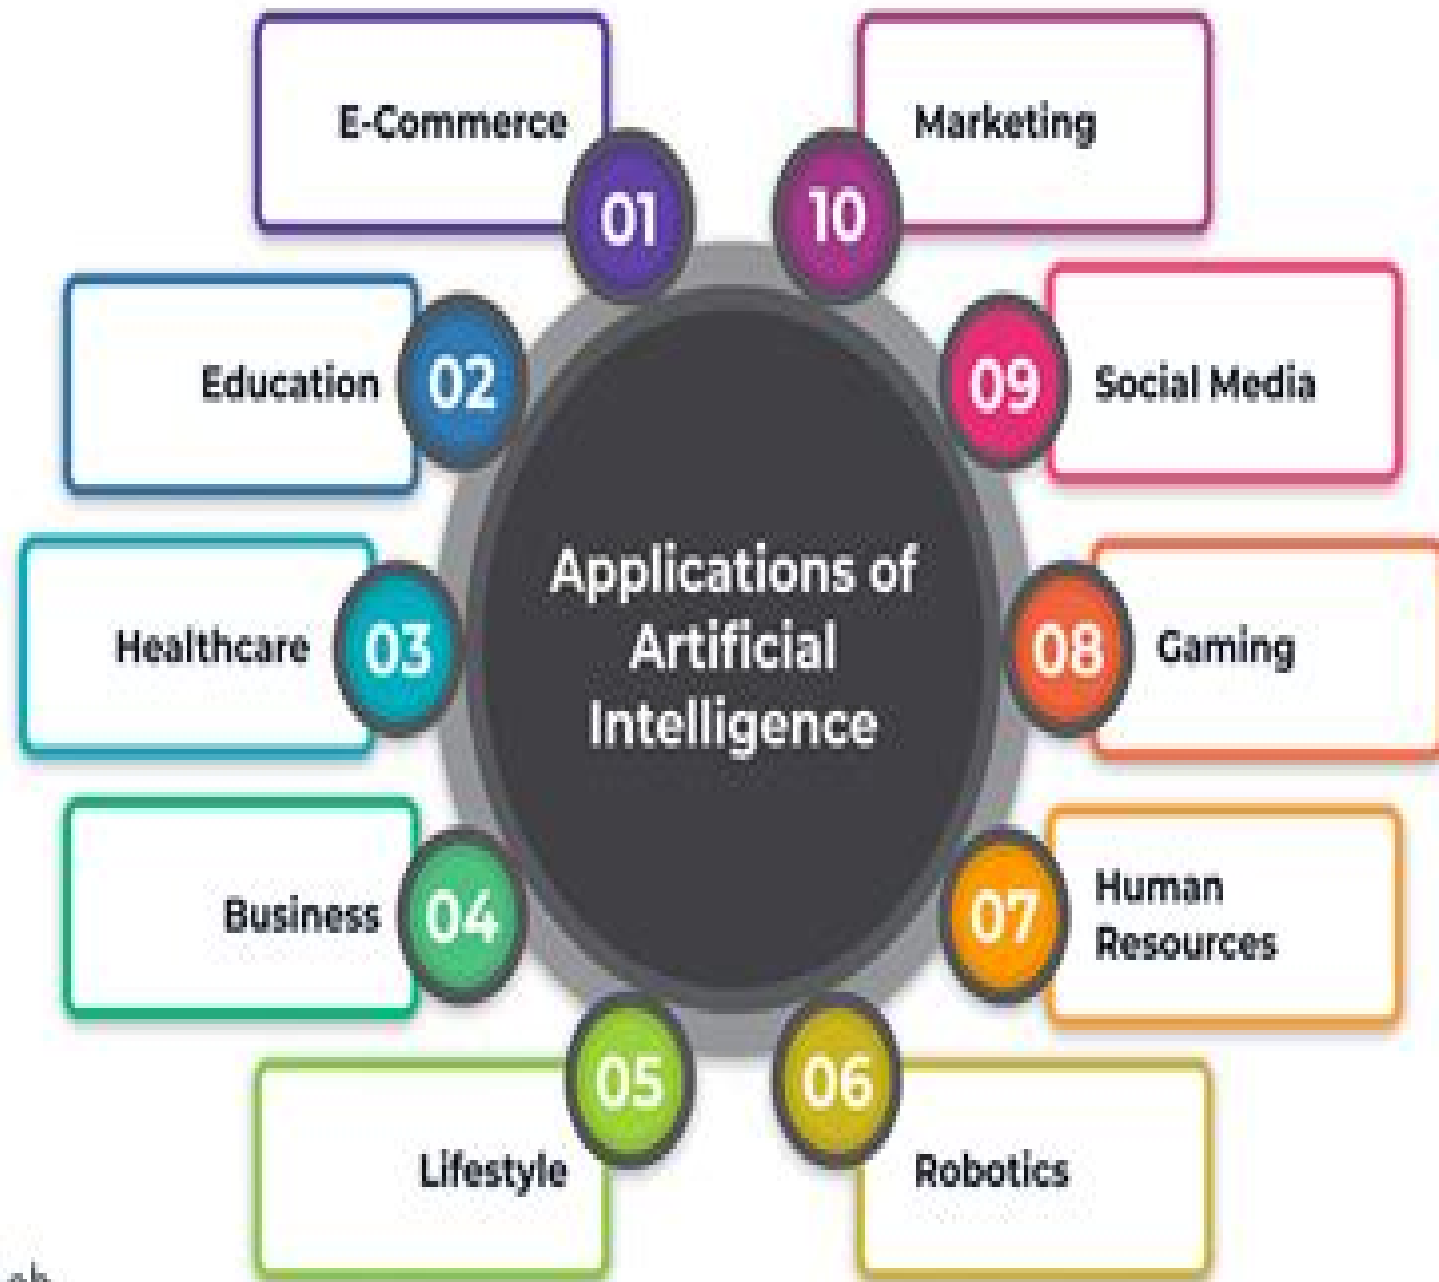 E-Commerce
01
Education
02
Healthcare
03
Business
04
Lifestyle
05
06
Robotics
07
Human
Resources
08
Gaming
09
Social Media
10
Marketing
Applications of
Artificial
Intelligence